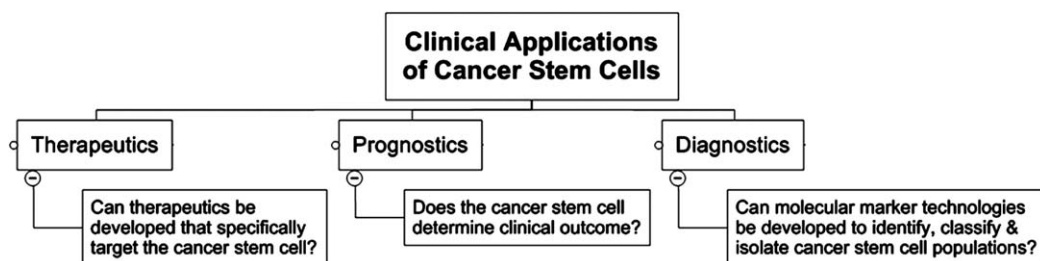 Clinical Applications
of Cancer Stem Cells
Therapeutics
Prognostics
Diagnostics
Can therapeutics be
developed that specifically
target the cancer stem cell?
Does the cancer stem cell
determine clinical outcome?
Can molecular marker technologies
be developed to identify, classify &
isolate cancer stem cell populations?